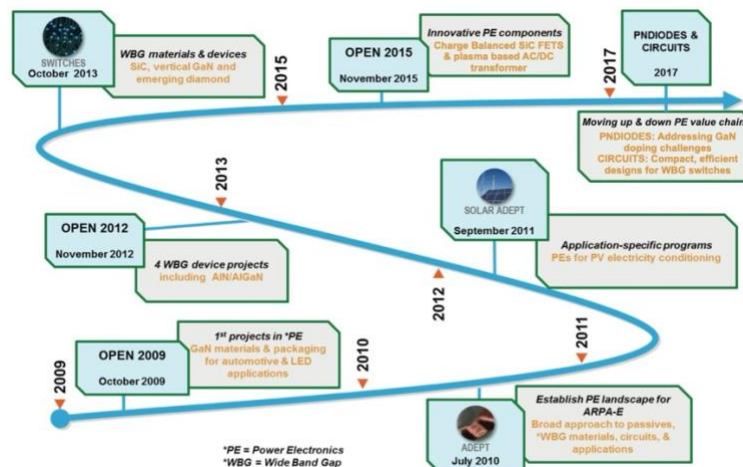 SWITCHES
October 2013
WBG materials & devices
SiC, vertical GaN and
emerging diamond
2015
OPEN 2015
November 2015
Innovative PE components
Charge Balanced SiC FETS
& plasma based AC/DC
transformer
2017
PNDIODES &
CIRCUITS
2017
Moving up & down PE value chain
PNDIODES: Addressing GaN
doping challenges
CIRCUITS: Compact, efficient
designs for WBG switches
2013
OPEN 2012
November 2012
4 WBG device projects
including AlN/AlGaN
SOLAR ADEPT
September 2011
Application-specific programs
PEs for PV electricity conditioning
2012
2011
2010
2009
OPEN 2009
October 2009
1st projects in *PE
GaN materials & packaging
for automotive & LED
applications
ADEPT
July 2010
Establish PE landscape for
ARPA-E
Broad approach to passives,
*WBG materials, circuits, &
applications
*PE = Power Electronics
*WBG = Wide Band Gap